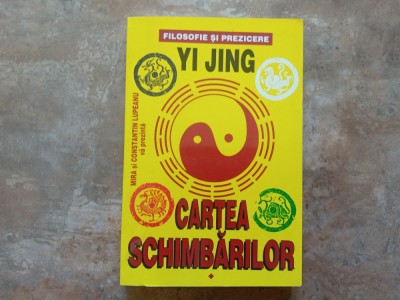 FILOSOFIE ȘI PREZICERE
YI JING
MIRA și CONSTANTIN LUPEANU
vă prezintă
CARTEA
SCHIMBĂRILOR